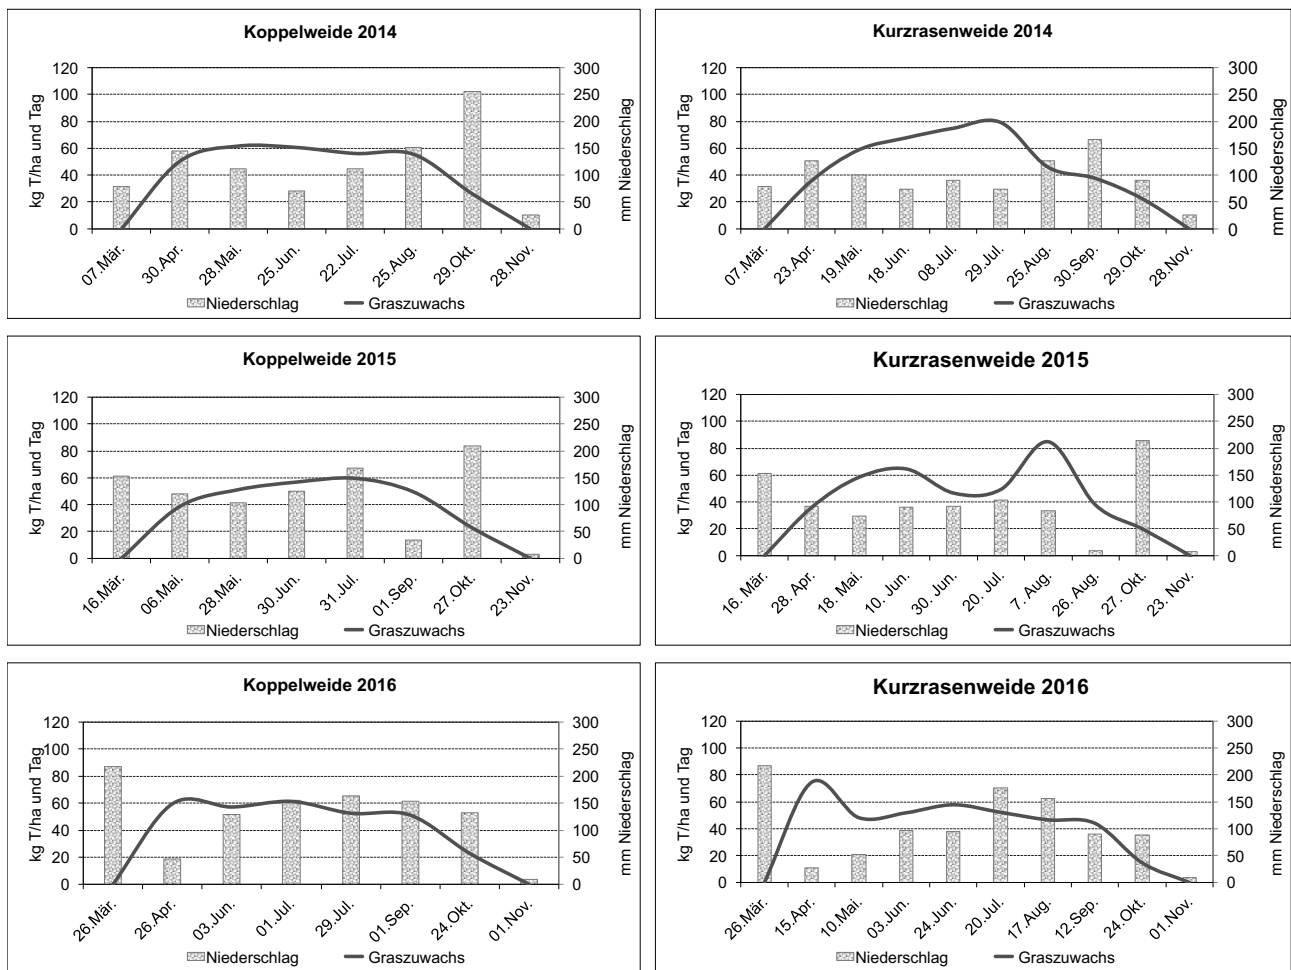 Koppelweide 2014
120 300
100 250
80 200
60 150
40 100
20 50
0 0
kg T/ha und Tag
mm Niederschlag
07.Mär. 30.Apr. 28.Mai. 25.Jun. 22.Jul. 25.Aug. 29.Okt. 28.Nov.
Niederschlag Graszuwachs
Kurzrasenweide 2014
120 300
100 250
80 200
60 150
40 100
20 50
0 0
kg T/ha und Tag
mm Niederschlag
07.Mär. 23.Apr. 19.Mai. 18.Jun. 08.Jul. 29.Jul. 25.Aug. 30.Sep. 29.Okt. 28.Nov.
Niederschlag Graszuwachs
Koppelweide 2015
120 300
100 250
80 200
60 150
40 100
20 50
0 0
kg T/ha und Tag
mm Niederschlag
16.Mär. 06.Mai. 28.Mai. 30.Jun. 31.Jul. 01.Sep. 27.Okt. 23.Nov.
Niederschlag Graszuwachs
Kurzrasenweide 2015
120 300
100 250
80 200
60 150
40 100
20 50
0 0
kg T/ha und Tag
mm Niederschlag
16. Mär. 28. Apr. 18. Mai. 10. Jun. 30. Jun. 20. Jul. 7. Aug. 26. Aug. 27. Okt. 23. Nov.
Niederschlag Graszuwachs
Koppelweide 2016
120 300
100 250
80 200
60 150
40 100
20 50
0 0
kg T/ha und Tag
mm Niederschlag
26.Mär. 26.Apr. 03.Jun. 01.Jul. 29.Jul. 01.Sep. 24.Okt. 01.Nov.
Niederschlag Graszuwachs
Kurzrasenweide 2016
120 300
100 250
80 200
60 150
40 100
20 50
0 0
kg T/ha und Tag
mm Niederschlag
26.Mär. 15.Apr. 10.Mai. 03.Jun. 24.Jun. 20.Jul. 17.Aug. 12.Sep. 24.Okt. 01.Nov.
Niederschlag Graszuwachs